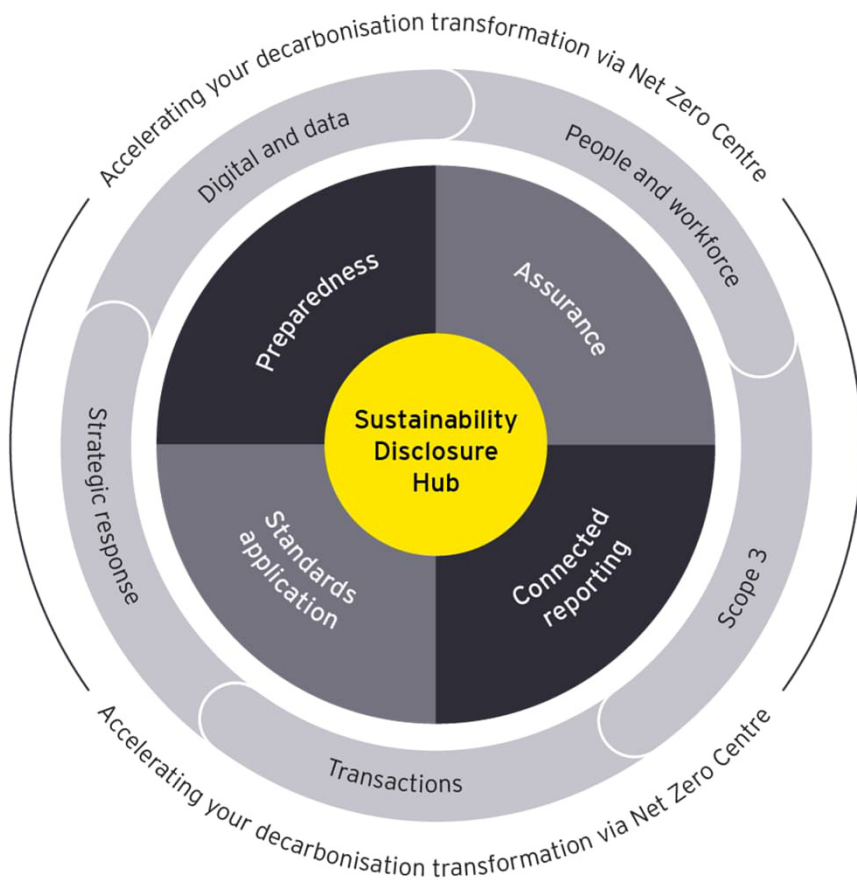 Accelerating your decarbonisation transformation via Net Zero Centre
Digital and data
People and workforce
Preparedness
Assurance
Sustainability
Disclosure
Hub
Strategic response
Standards
application
Connected
reporting
Scope 3
Transactions
Accelerating your decarbonisation transformation via Net Zero Centre